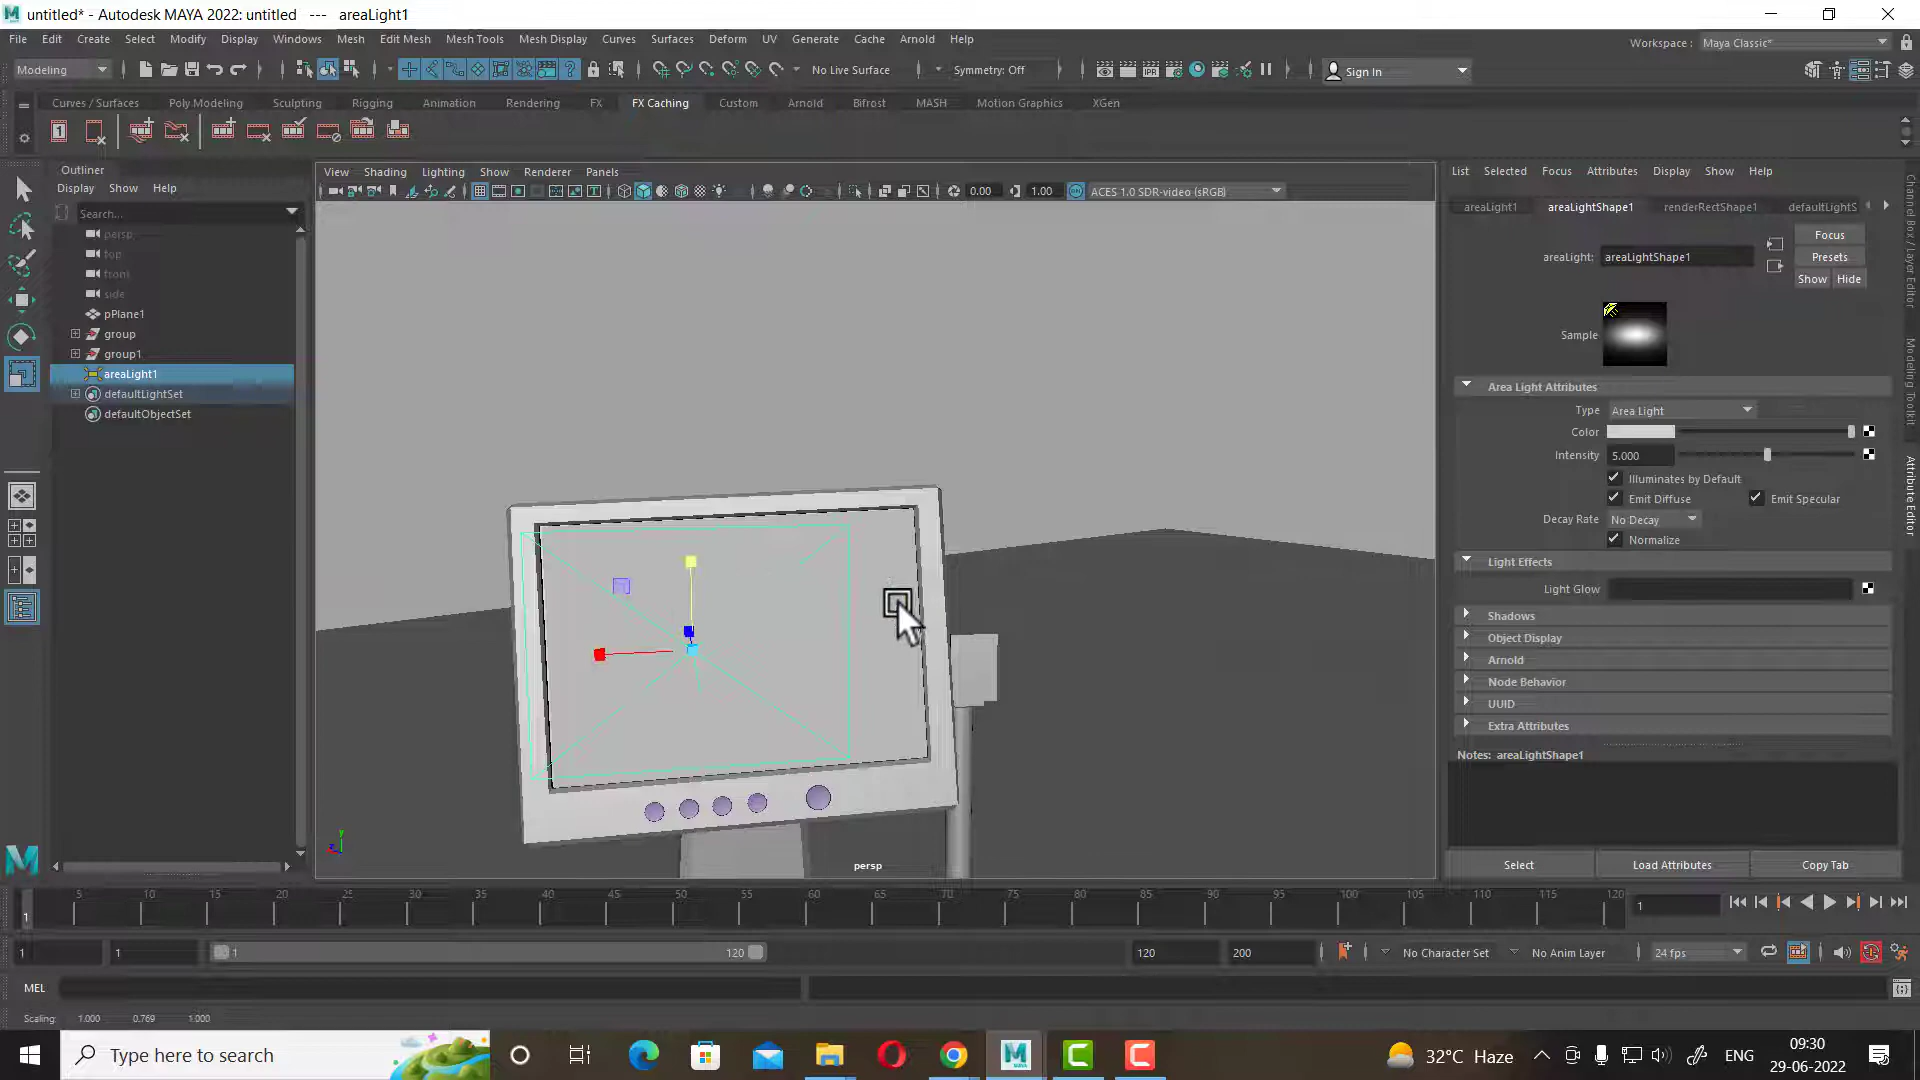 untitled* - Autodesk MAYA 2022: untitled --- areaLight1
File Edit Create Select Modify Display Windows Mesh Edit Mesh Mesh Tools Mesh Display Curves Surfaces Deform UV Generate Cache Arnold Help
Workspace : Maya Classic*
Modeling No Live Surface Symmetry: Off IPR Sign In
Curves / Surfaces Poly Modeling Sculpting Rigging Animation Rendering FX FX Caching Custom Arnold Bifrost MASH Motion Graphics XGen
Outliner
Display Show Help
Search...
persp
top
front
side
pPlane1
group
group1
areaLight1
defaultLightSet
defaultObjectSet
View Shading Lighting Show Renderer Panels
0.00 1.00 ACES 1.0 SDR-video (sRGB)
persp
List Selected Focus Attributes Display Show Help
areaLight1 areaLightShape1 renderRectShape1 defaultLightS
Focus
areaLight: areaLightShape1
Presets
Show Hide
Sample
Area Light Attributes
Type Area Light
Color
Intensity 5.000
Illuminates by Default
Emit Diffuse Emit Specular
Decay Rate No Decay
Normalize
Light Effects
Light Glow
Shadows
Object Display
Arnold
Node Behavior
UUID
Extra Attributes
Notes: areaLightShape1
Select Load Attributes Copy Tab
Channel Box / Layer Editor
Modeling Toolkit
Attribute Editor
5 10 15 20 25 30 35 40 45 50 55 60 65 70 75 80 85 90 95 100 105 110 115 120
1 1
1 1 1 120 120 200 No Character Set No Anim Layer 24 fps
MEL
Scaling: 1.000 0.769 1.000
Type here to search
32°C Haze ENG
09:30
29-06-2022